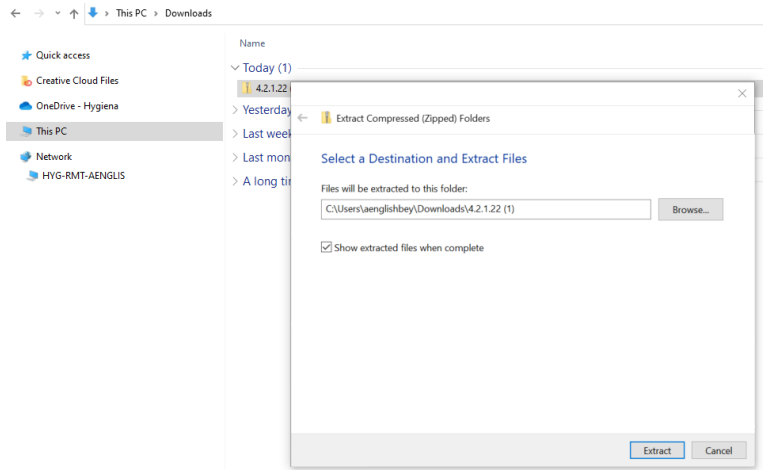 This PC > Downloads
Name
Quick access
Creative Cloud Files
OneDrive - Hygiena
This PC
Network
HYG-RMT-AENGLIS
Today (1)
4.2.1.22
Yesterday
Last week
Last mon
A long ti
Extract Compressed (Zipped) Folders
Select a Destination and Extract Files
Files will be extracted to this folder:
C:\Users\aenglishbey\Downloads\4.2.1.22 (1)
Browse...
Show extracted files when complete
Extract
Cancel